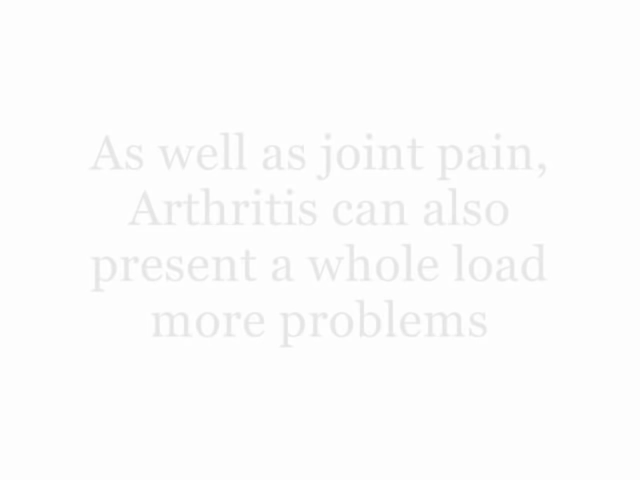 As well as joint pain,
Arthritis can also
present a whole load
more problems